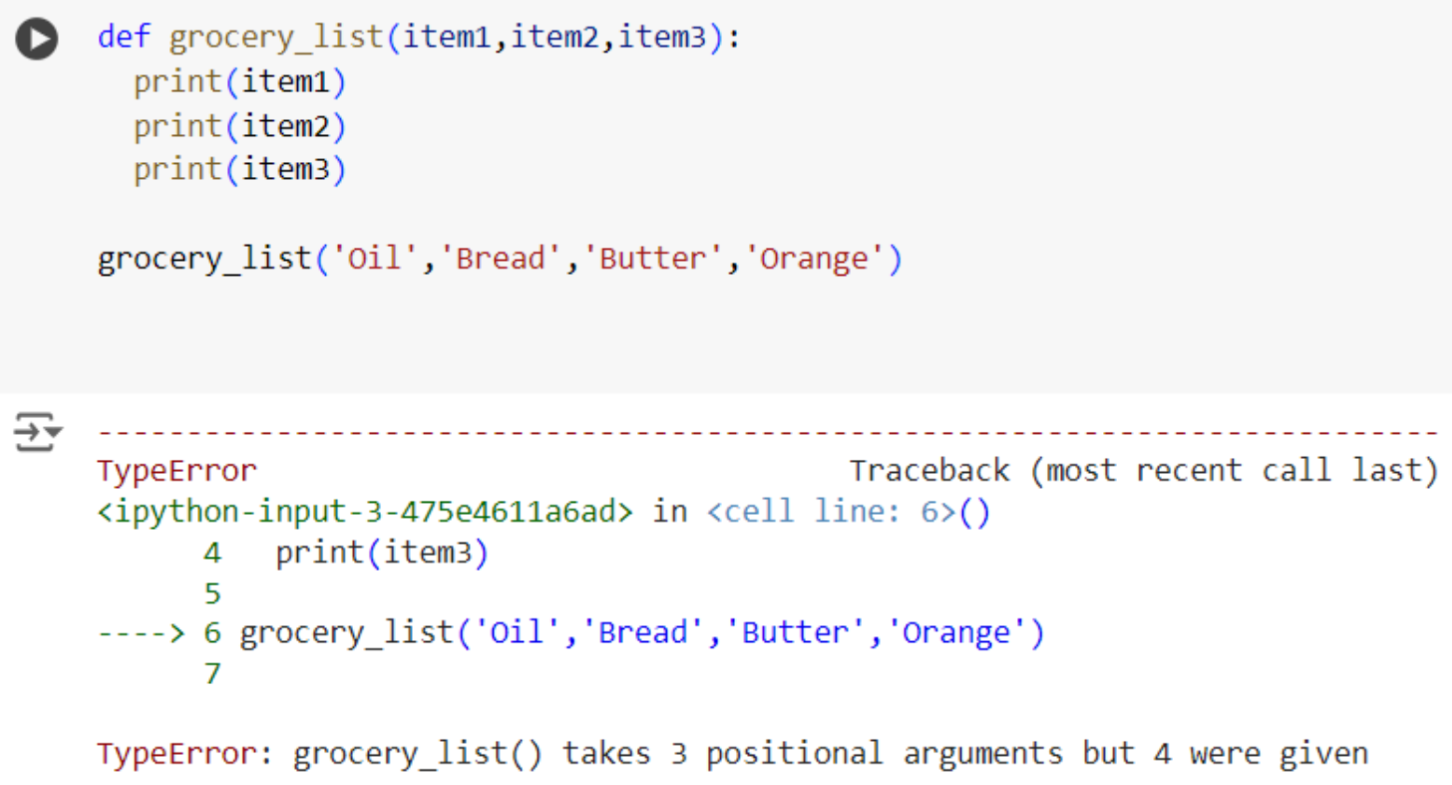 def grocery_list(item1,item2,item3):
  print(item1)
  print(item2)
  print(item3)
grocery_list('Oil','Bread','Butter','Orange')
---------------------------------------------------------------------------
TypeError                                 Traceback (most recent call last)
<ipython-input-3-475e4611a6ad> in <cell line: 6>()
      4   print(item3)
      5
----> 6 grocery_list('Oil','Bread','Butter','Orange')
      7
TypeError: grocery_list() takes 3 positional arguments but 4 were given